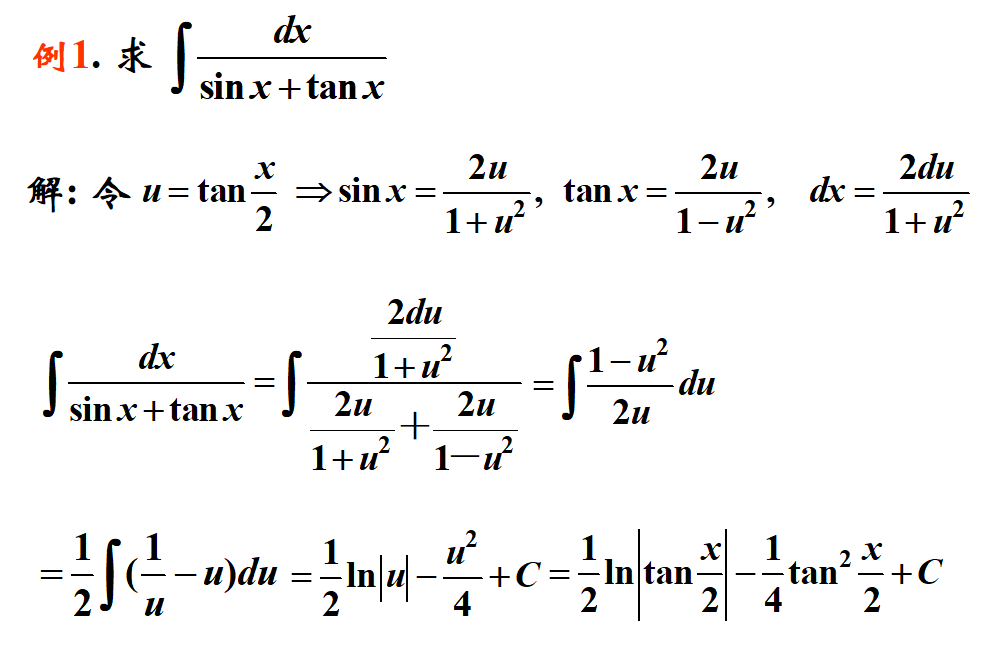 例1. 求 ∫ dx/(sin x + tan x)
解: 令 u = tan x/2 ⇒ sin x = 2u/(1+u²), tan x = 2u/(1−u²), dx = 2du/(1+u²)
∫ dx/(sin x + tan x) = ∫ (2du/(1+u²))/(2u/(1+u²) + 2u/(1−u²)) = ∫ (1−u²)/(2u) du
= 1/2 ∫ (1/u − u)du = 1/2 ln|u| − u²/4 + C = 1/2 ln|tan x/2| − 1/4 tan² x/2 + C